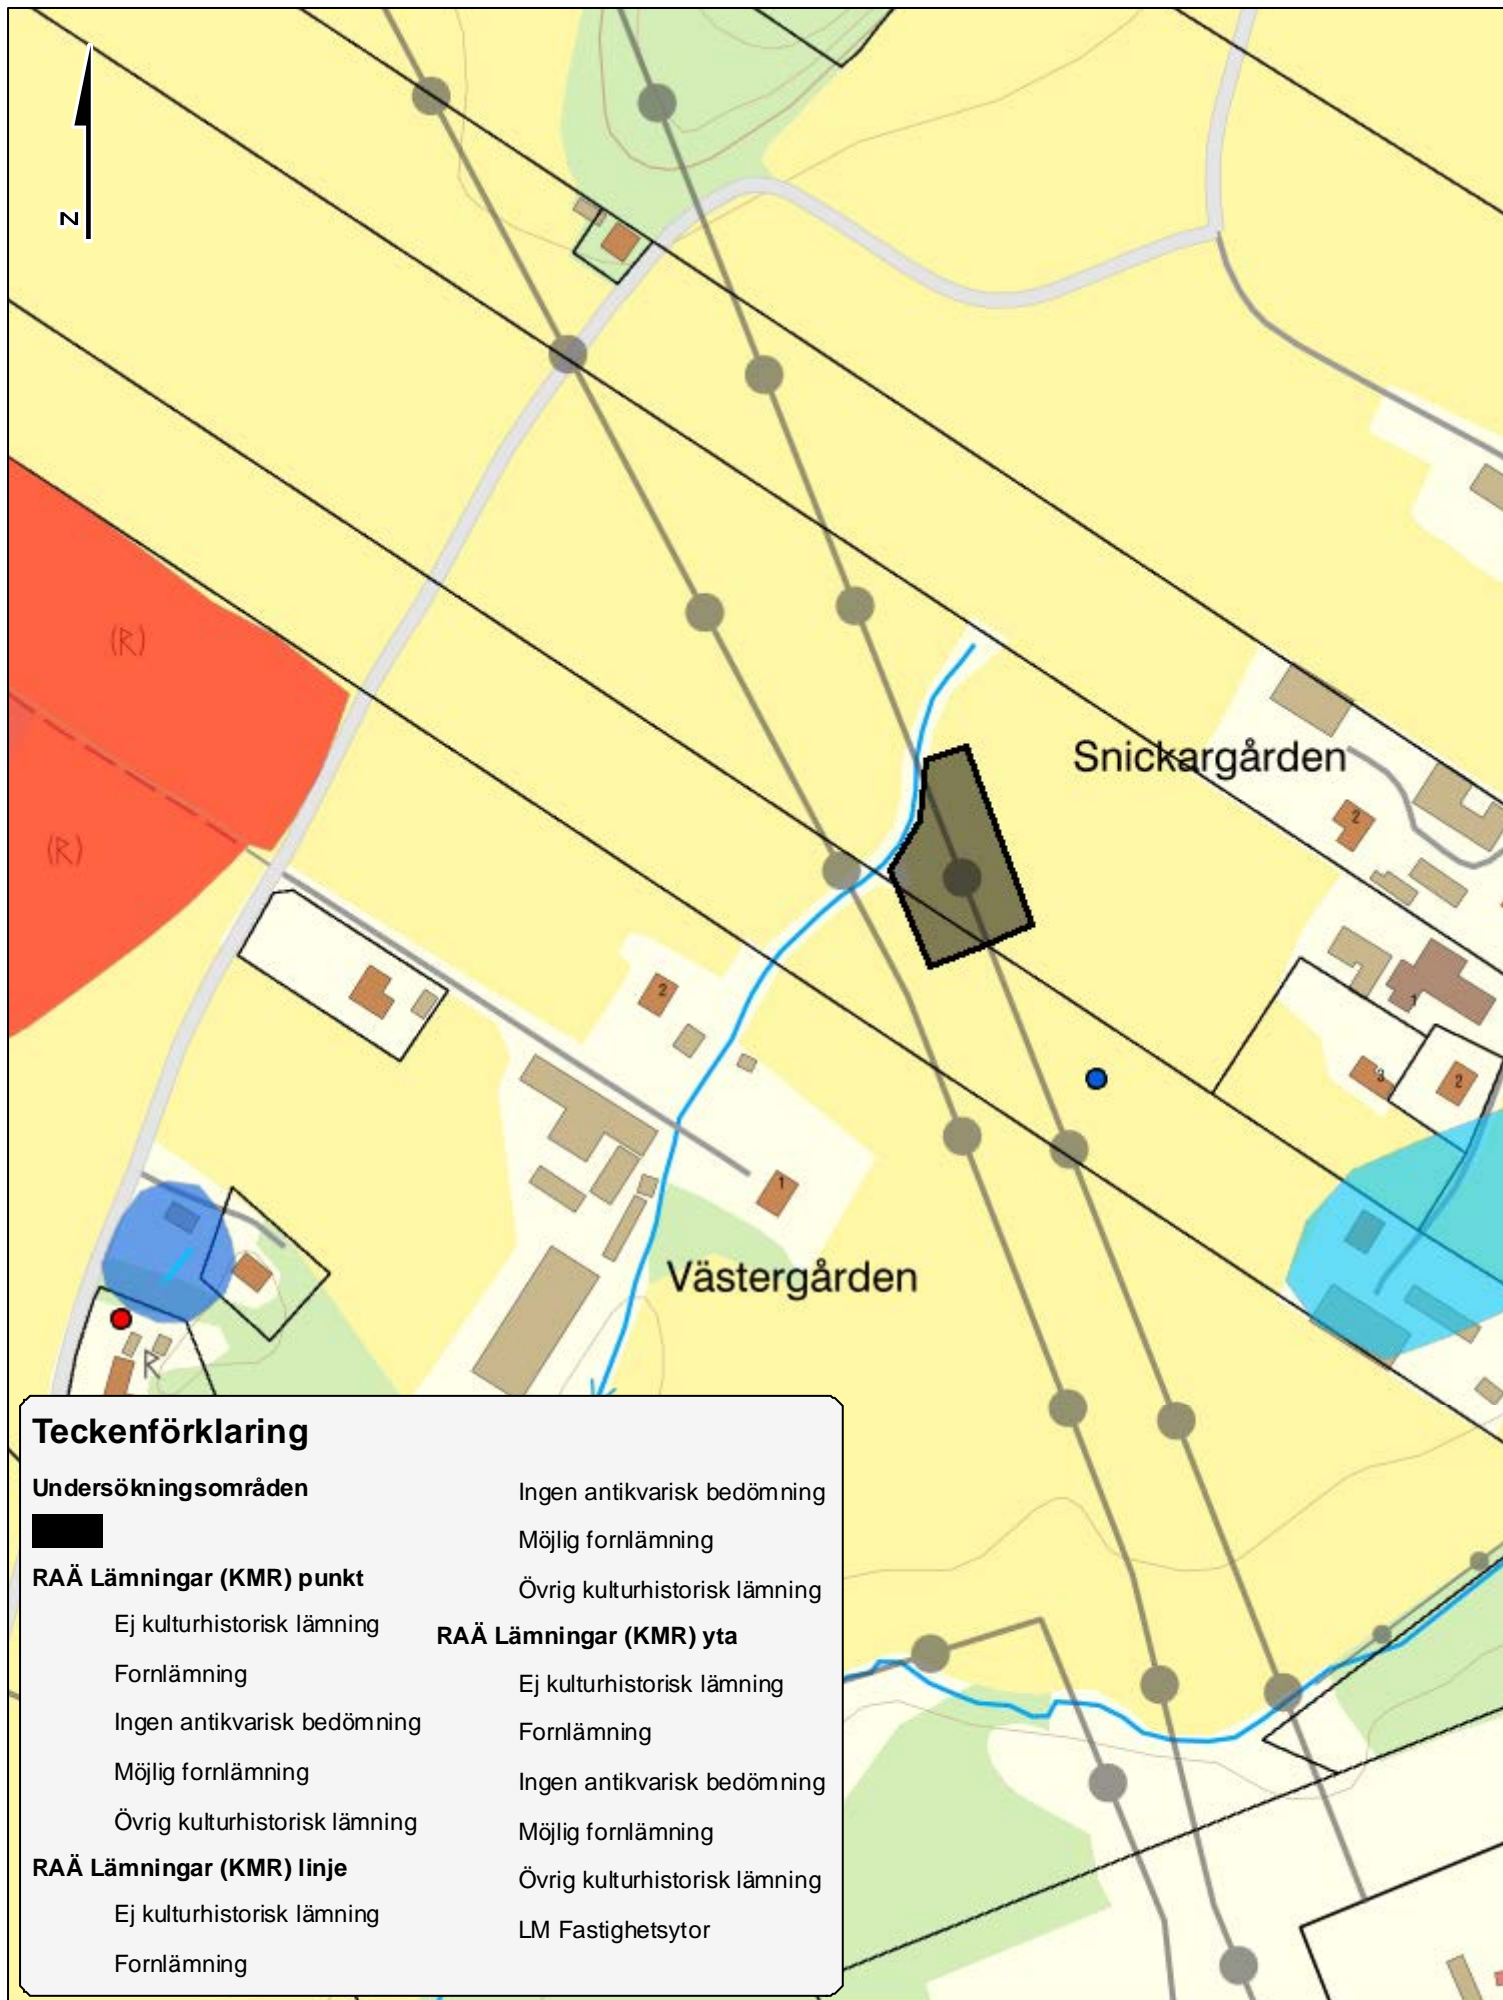 N
(R)
Snickargården
2
(R)
1
2
3
2
1
Västergården
R
Teckenförklaring
Undersökningsområden
RAÄ Lämningar (KMR) punkt
Ej kulturhistorisk lämning
Fornlämning
Ingen antikvarisk bedömning
Möjlig fornlämning
Övrig kulturhistorisk lämning
RAÄ Lämningar (KMR) linje
Ej kulturhistorisk lämning
Fornlämning
Ingen antikvarisk bedömning
Möjlig fornlämning
Övrig kulturhistorisk lämning
RAÄ Lämningar (KMR) yta
Ej kulturhistorisk lämning
Fornlämning
Ingen antikvarisk bedömning
Möjlig fornlämning
Övrig kulturhistorisk lämning
LM Fastighetsytor